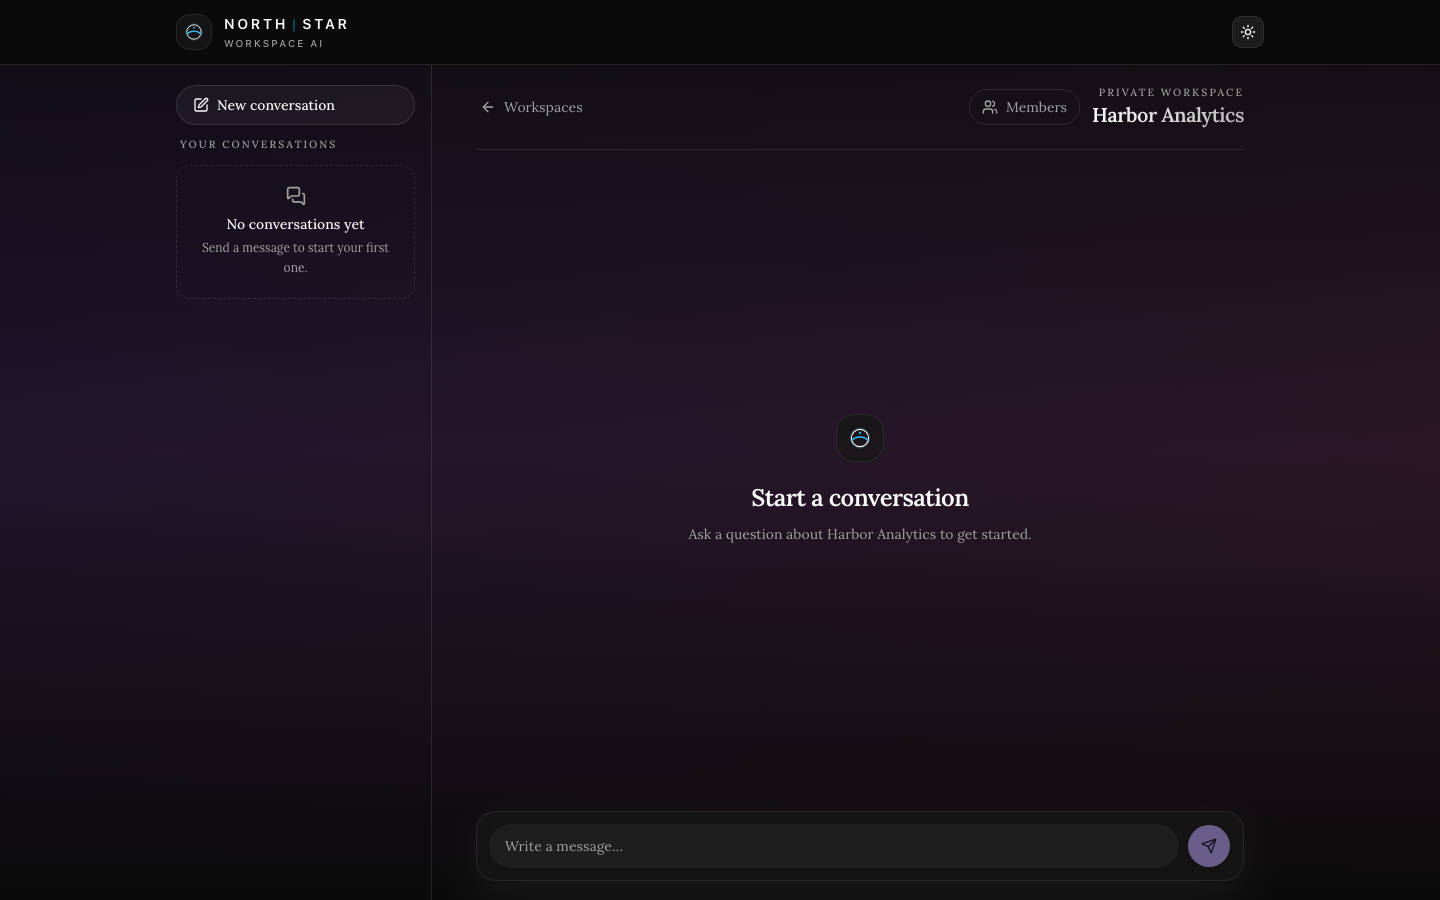 NORTH | STAR
WORKSPACE AI
New conversation
YOUR CONVERSATIONS
No conversations yet
Send a message to start your first
one.
Workspaces
Members
PRIVATE WORKSPACE
Harbor Analytics
Start a conversation
Ask a question about Harbor Analytics to get started.
Write a message...